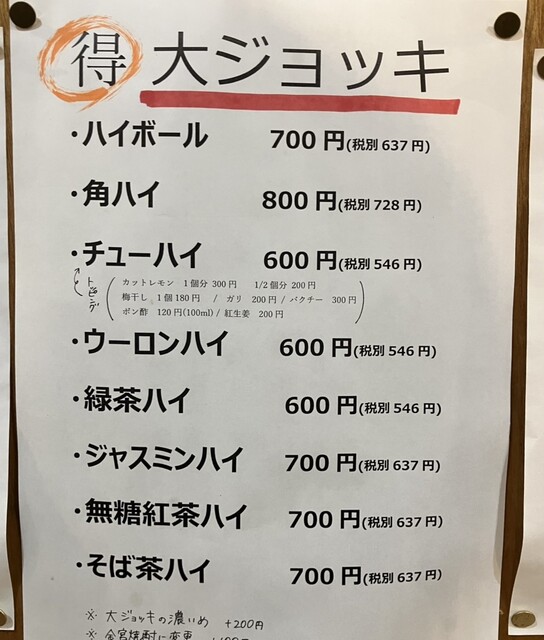 得 大ジョッキ
・ハイボール 700円(税別637円)
・角ハイ 800円(税別728円)
・チューハイ 600円(税別546円)
トッピング
カットレモン 1個分 300円 1/2個分 200円
梅干し、1個180円 / ガリ 200円 / パクチー 300円
ポン酢 120円(100ml) / 紅生姜 200円
・ウーロンハイ 600円(税別546円)
・緑茶ハイ 600円(税別546円)
・ジャスミンハイ 700円(税別637円)
・無糖紅茶ハイ 700円(税別637円)
・そば茶ハイ 700円(税別637円)
※大ジョッキの濃いめ +200円
※金宮焼酎に変更